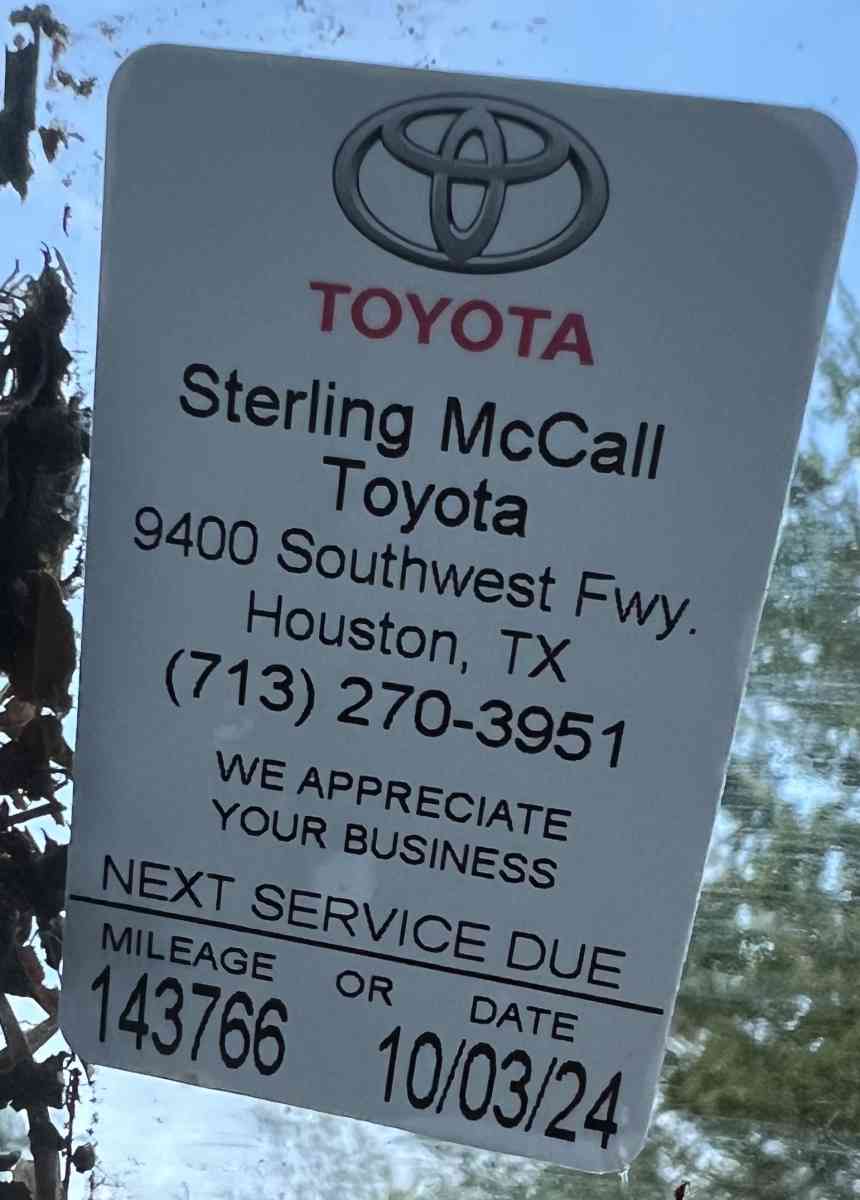 TOYOTA
Sterling McCall
Toyota
9400 Southwest Fwy.
Houston, TX
(713) 270-3951
WE APPRECIATE
YOUR BUSINESS
NEXT SERVICE DUE
MILEAGE OR DATE
143766 10/03/24